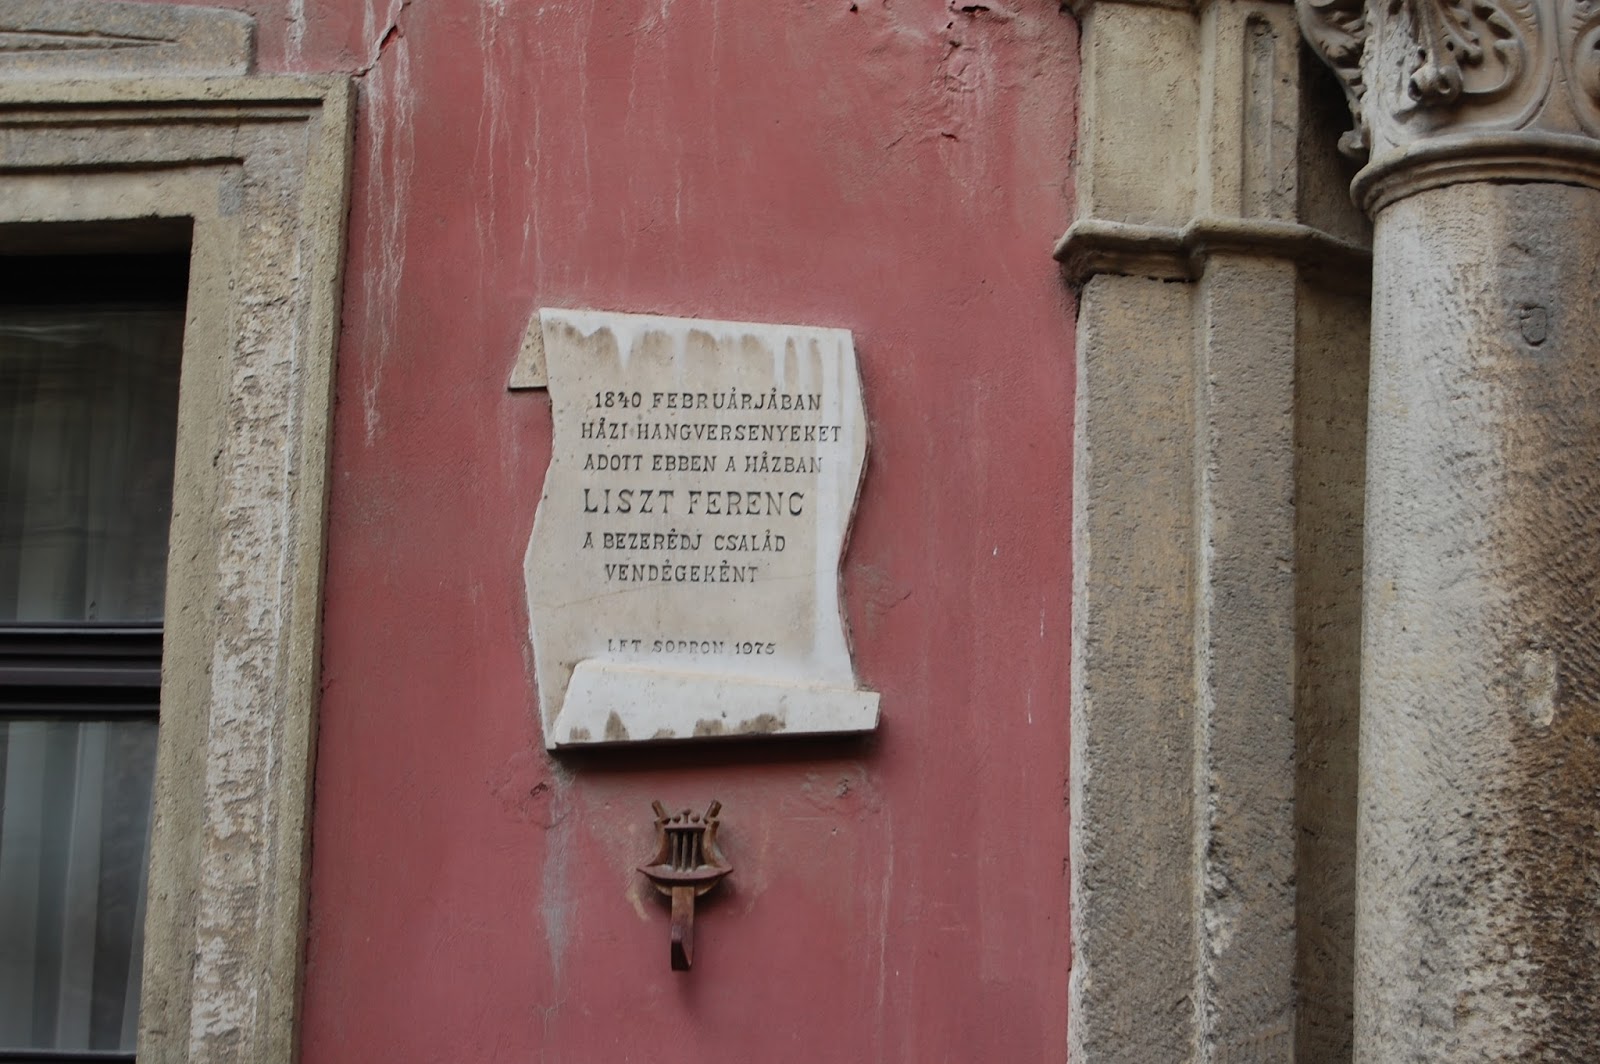 1840 FEBRUÁRJÁBAN
HÁZI HANGVERSENYEKET
ADOTT EBBEN A HÁZBAN
LISZT FERENC
A BEZERÉDJ CSALÁD
VENDÉGEKÉNT
LFT SOPRON 1975